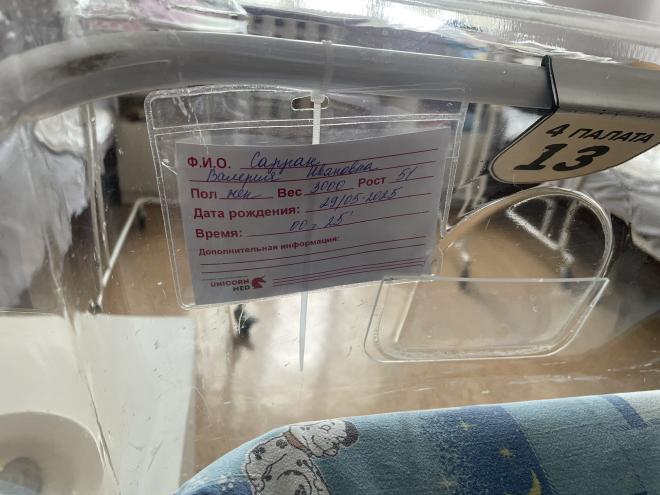 Ф.И.О. Сарран
Валерия Ивановна
Пол жен Вес 3000 Рост 51
Дата рождения: 29/05-2025
Время: 00-25
Дополнительная информация:
UNICORN
MED
4 ПАЛАТА
13